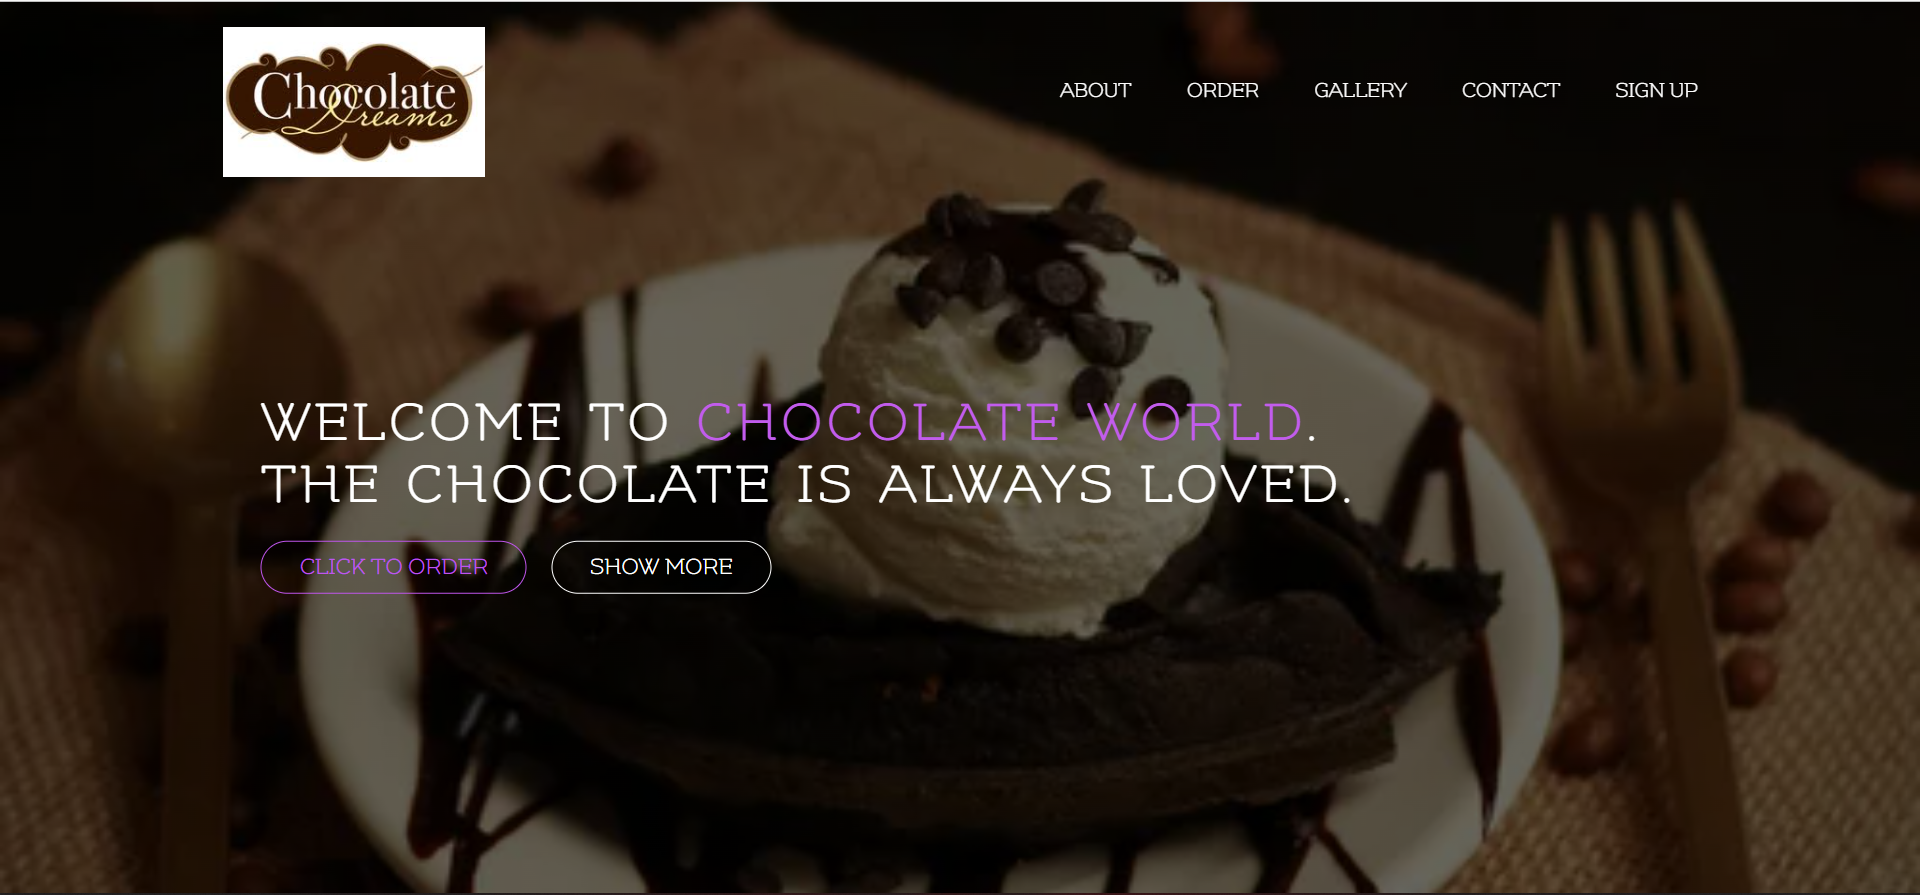 Chocolate
Dreams
ABOUT ORDER GALLERY CONTACT SIGN UP
WELCOME TO CHOCOLATE WORLD.
THE CHOCOLATE IS ALWAYS LOVED.
CLICK TO ORDER SHOW MORE